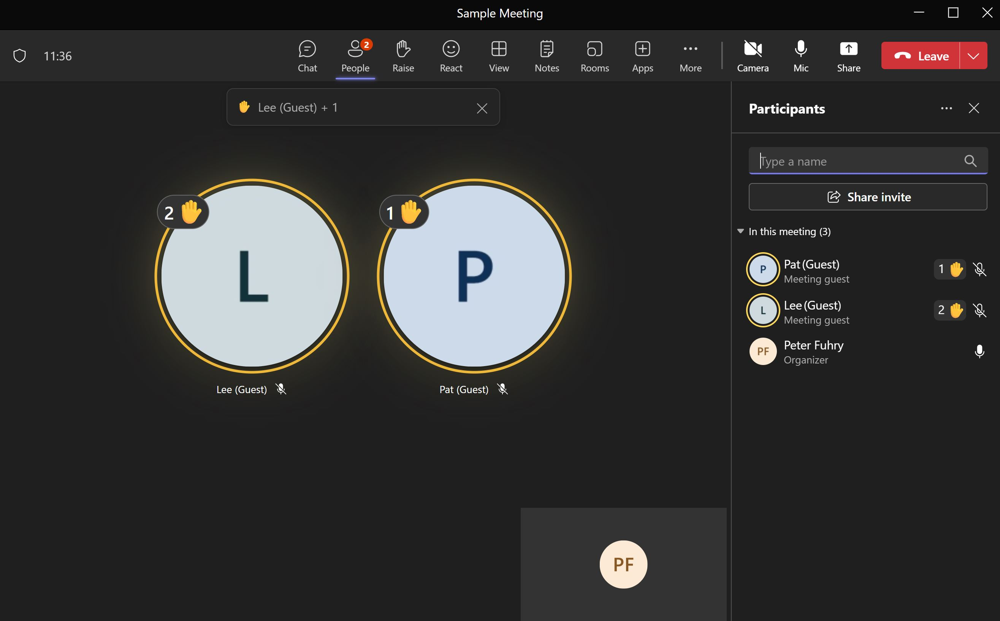 Sample Meeting
11:36
2
Chat People Raise React View Notes Rooms Apps More Camera Mic Share Leave
Lee (Guest) + 1
2
L
Lee (Guest)
1
P
Pat (Guest)
PF
Participants
Type a name
Share invite
In this meeting (3)
P Pat (Guest) 1
Meeting guest
L Lee (Guest) 2
Meeting guest
PF Peter Fuhry
Organizer